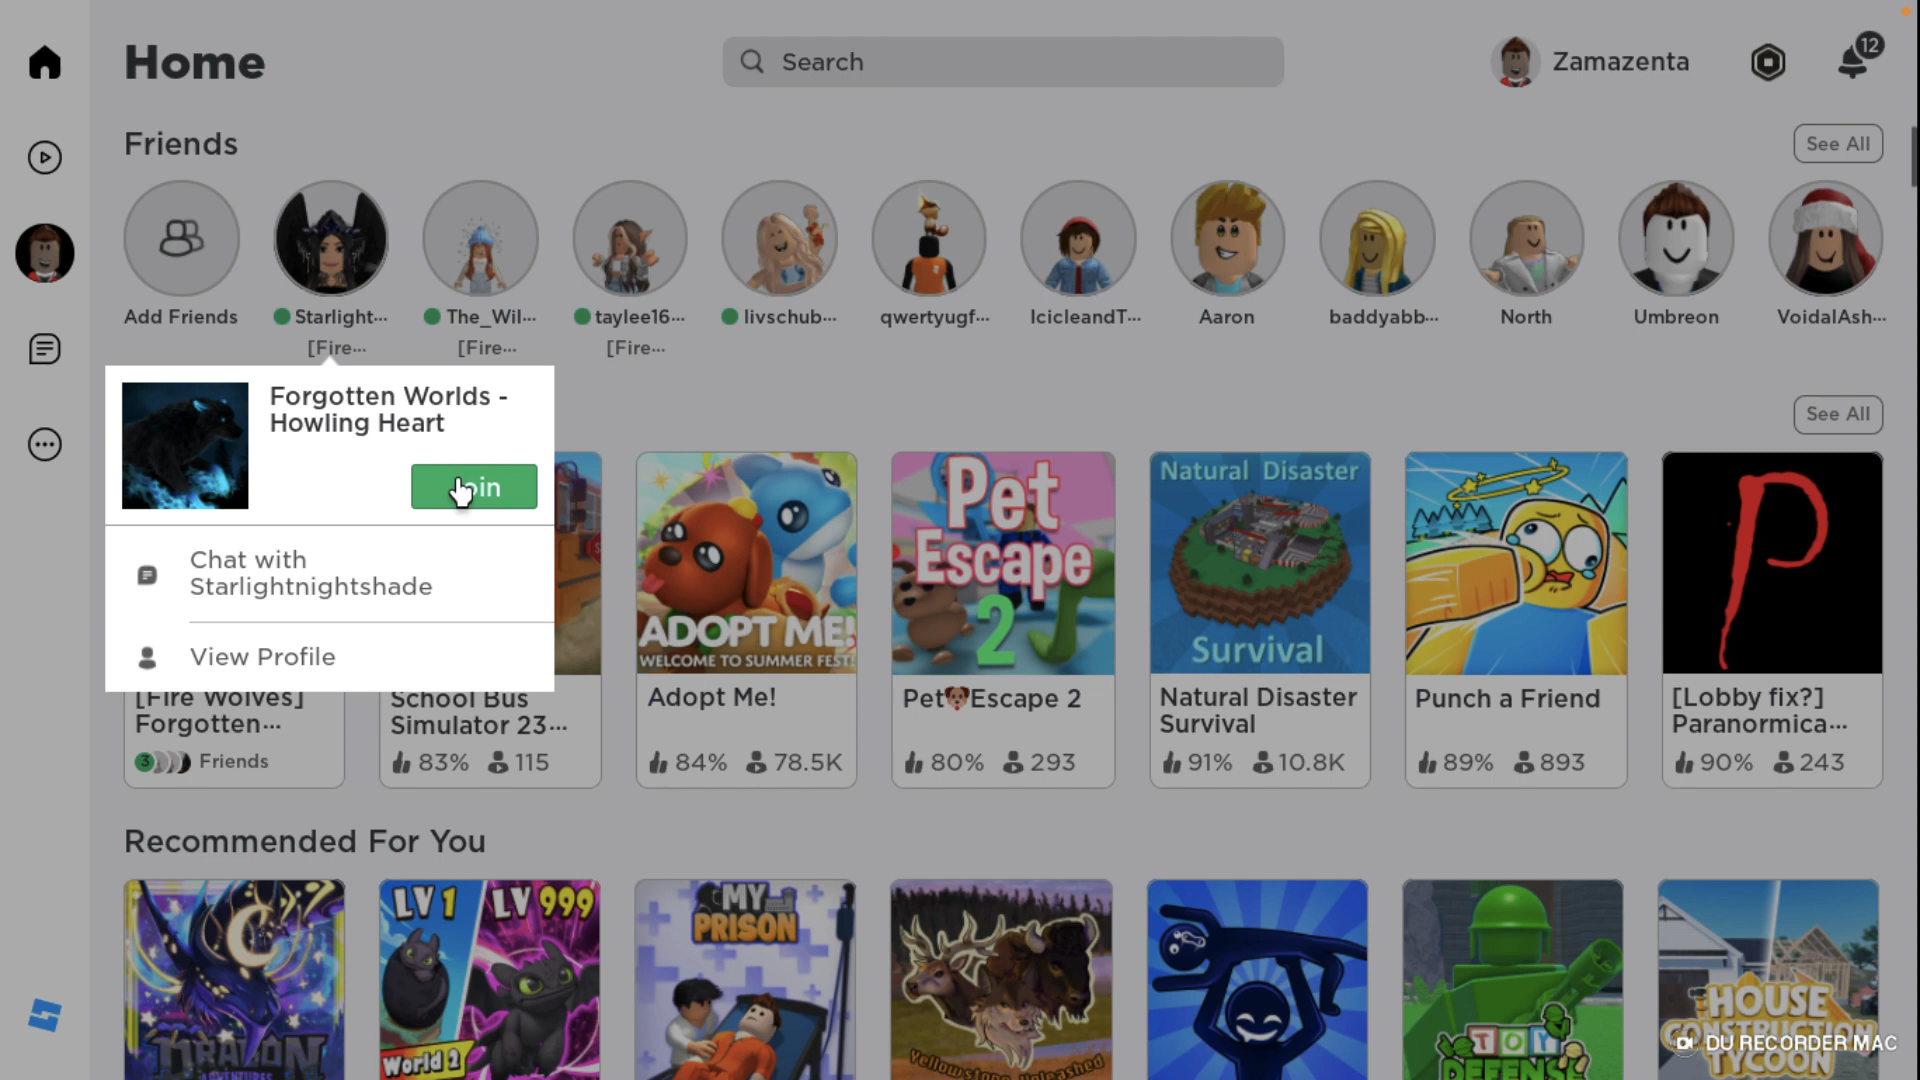 Home
Search
Zamazenta
12
Friends
See All
Add Friends
Starlight...
The_Wil...
taylee16...
livschub...
qwertyugf...
IcicleandT...
Aaron
baddyabb...
North
Umbreon
VoidalAsh...
[Fire...
[Fire...
[Fire...
Forgotten Worlds -
Howling Heart
Chat with
Starlightnightshade
View Profile
See All
ADOPT ME!
WELCOME TO SUMMER FEST!
Pet
Escape
2
Natural Disaster
Survival
P
[Fire Wolves]
Forgotten...
3 Friends
School Bus
Simulator 23...
83% 115
Adopt Me!
84% 78.5K
Pet🐶Escape 2
80% 293
Natural Disaster
Survival
91% 10.8K
Punch a Friend
89% 893
[Lobby fix?]
Paranormica...
90% 243
Recommended For You
DRAGON
ADVENTURES
LV 1 LV 999
World 2
MY
PRISON
Yellowstone Unleashed
TOY
DEFENSE
HOUSE
CONSTRUCTION
TYCOON
DU RECORDER MAC